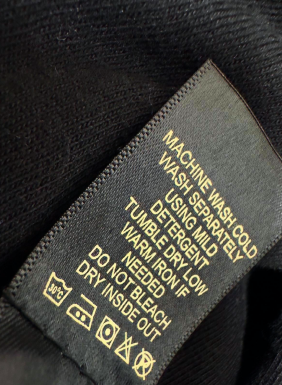 MACHINE WASH COLD
WASH SEPARATELY
USING MILD
DETERGENT
TUMBLE DRY LOW
WARM IRON IF
NEEDED
DO NOT BLEACH
DRY INSIDE OUT
30°C